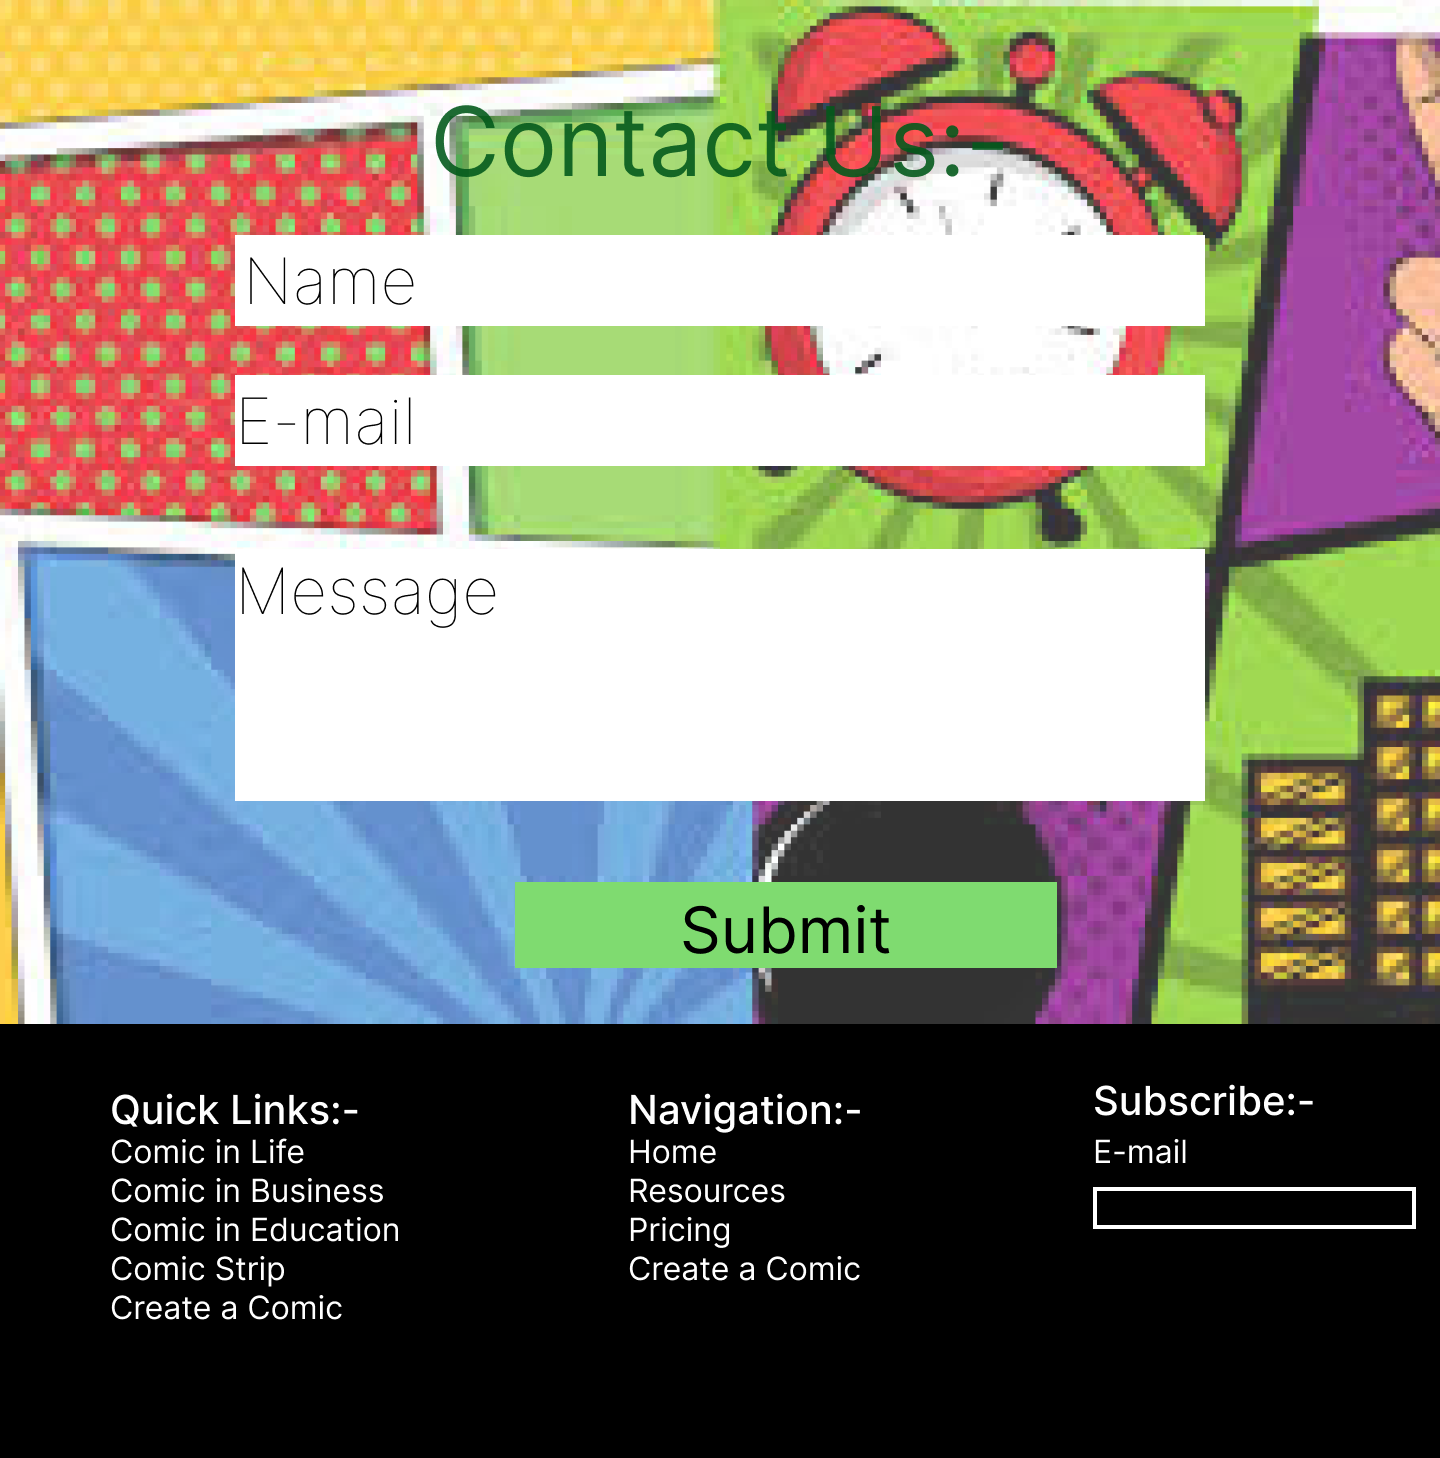 Contact Us:-
Name
E-mail
Message
Submit
Quick Links:-
Comic in Life
Comic in Business
Comic in Education
Comic Strip
Create a Comic
Navigation:-
Home
Resources
Pricing
Create a Comic
Subscribe:-
E-mail